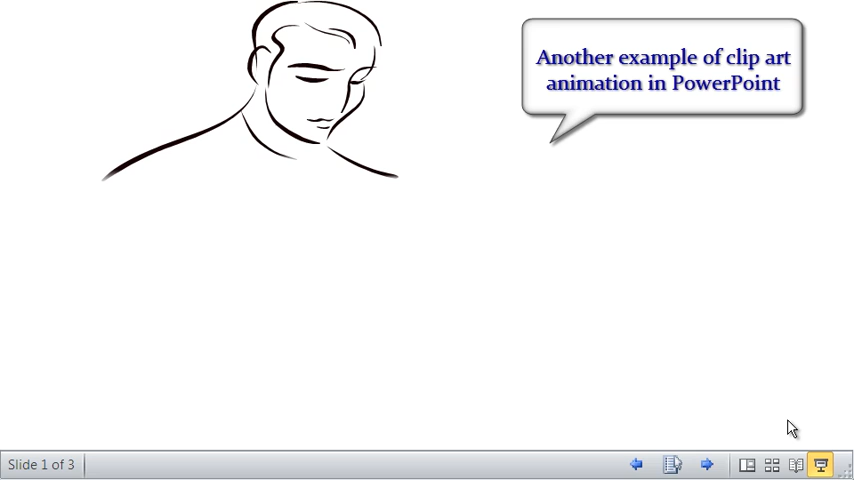 Another example of clip art
animation in PowerPoint
Slide 1 of 3